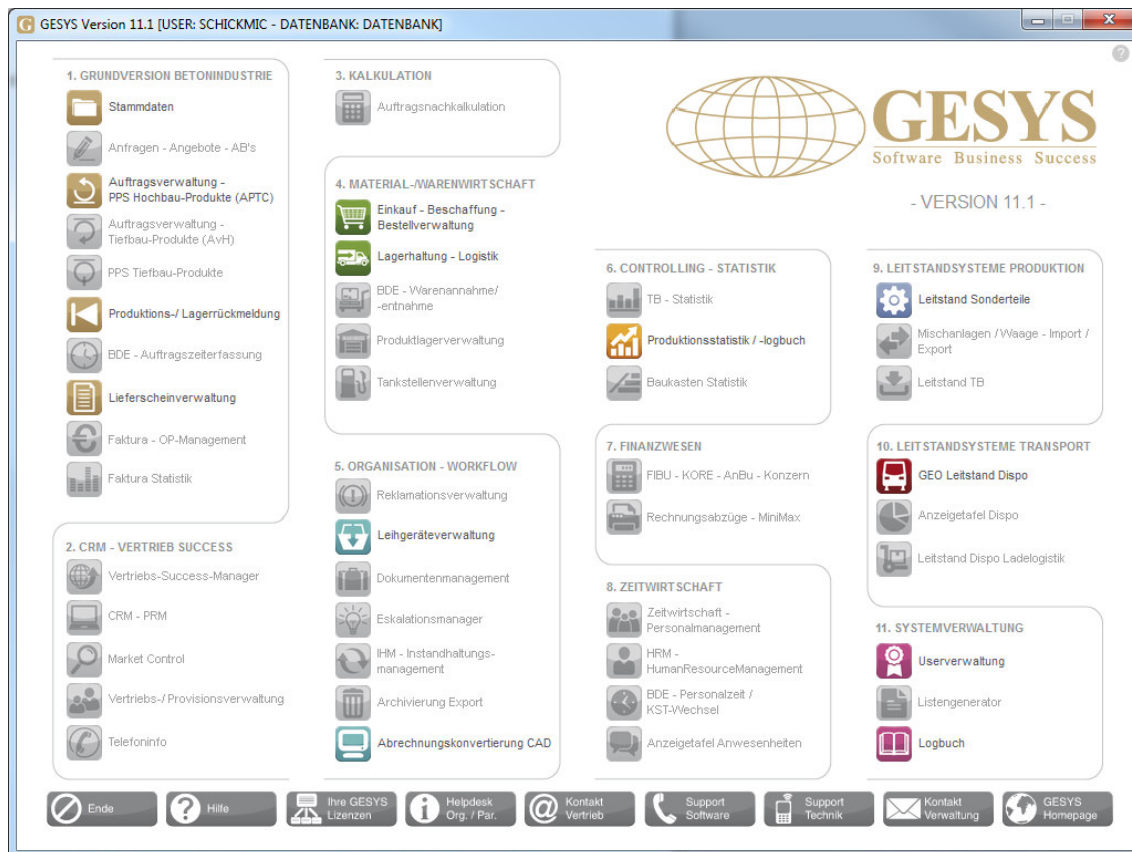 GESYS Version 11.1 [USER: SCHICKMIC - DATENBANK: DATENBANK]
1. GRUNDVERSION BETONINDUSTRIE
Stammdaten
Anfragen - Angebote - AB's
Auftragsverwaltung -
PPS Hochbau-Produkte (APTC)
Auftragsverwaltung -
Tiefbau-Produkte (AvH)
PPS Tiefbau-Produkte
Produktions-/ Lagerrückmeldung
BDE - Auftragszeiterfassung
Lieferscheinverwaltung
Faktura - OP-Management
Faktura Statistik
2. CRM - VERTRIEB SUCCESS
Vertriebs-Success-Manager
CRM - PRM
Market Control
Vertriebs-/ Provisionsverwaltung
Telefoninfo
3. KALKULATION
Auftragsnachkalkulation
4. MATERIAL-/WARENWIRTSCHAFT
Einkauf - Beschaffung -
Bestellverwaltung
Lagerhaltung - Logistik
BDE - Warenannahme/
-entnahme
Produktlagerverwaltung
Tankstellenverwaltung
5. ORGANISATION - WORKFLOW
Reklamationsverwaltung
Leihgeräteverwaltung
Dokumentenmanagement
Eskalationsmanager
IHM - Instandhaltungs-
management
Archivierung Export
Abrechnungskonvertierung CAD
GESYS
Software Business Success
- VERSION 11.1 -
6. CONTROLLING - STATISTIK
TB - Statistik
Produktionsstatistik / -logbuch
Baukasten Statistik
7. FINANZWESEN
FIBU - KORE - AnBu - Konzern
Rechnungsabzüge - MiniMax
8. ZEITWIRTSCHAFT
Zeitwirtschaft -
Personalmanagement
HRM -
HumanResourceManagement
BDE - Personalzeit /
KST-Wechsel
Anzeigetafel Anwesenheiten
9. LEITSTANDSYSTEME PRODUKTION
Leitstand Sonderteile
Mischanlagen / Waage - Import /
Export
Leitstand TB
10. LEITSTANDSYSTEME TRANSPORT
GEO Leitstand Dispo
Anzeigetafel Dispo
Leitstand Dispo Ladelogistik
11. SYSTEMVERWALTUNG
Userverwaltung
Listengenerator
Logbuch
Ende
Hilfe
Ihre GESYS
Lizenzen
Helpdesk
Org. / Par.
Kontakt
Vertrieb
Support
Software
Support
Technik
Kontakt
Verwaltung
GESYS
Homepage